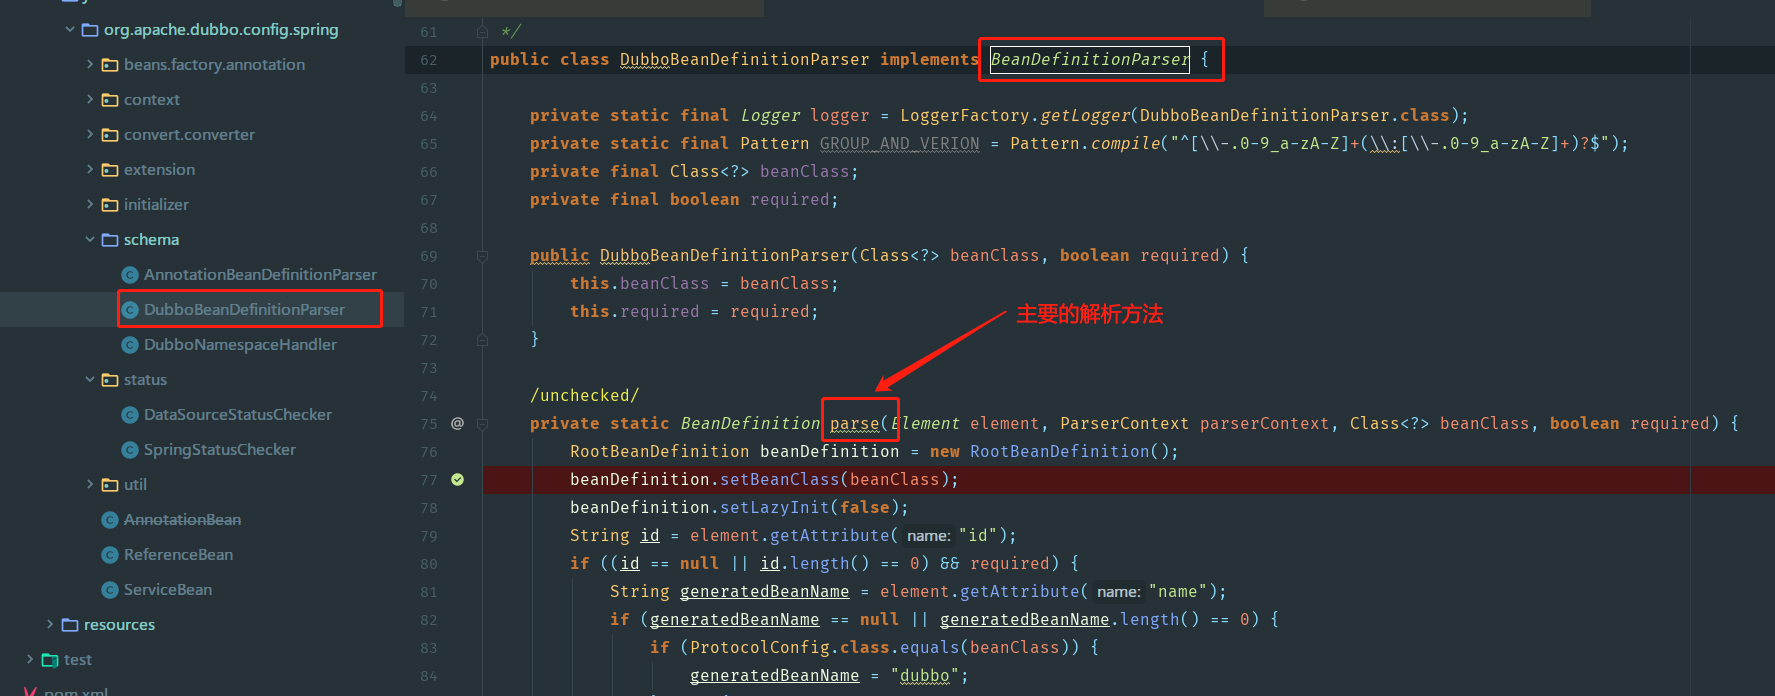 org.apache.dubbo.config.spring
beans.factory.annotation
context
convert.converter
extension
initializer
schema
AnnotationBeanDefinitionParser
DubboBeanDefinitionParser
DubboNamespaceHandler
status
DataSourceStatusChecker
SpringStatusChecker
util
AnnotationBean
ReferenceBean
ServiceBean
resources
test
pom.xml
61 */
62 public class DubboBeanDefinitionParser implements BeanDefinitionParser {
63
64 private static final Logger logger = LoggerFactory.getLogger(DubboBeanDefinitionParser.class);
65 private static final Pattern GROUP_AND_VERION = Pattern.compile("^[\\-.0-9_a-zA-Z]+(\\:[\\-.0-9_a-zA-Z]+)?$");
66 private final Class<?> beanClass;
67 private final boolean required;
68
69 public DubboBeanDefinitionParser(Class<?> beanClass, boolean required) {
70 this.beanClass = beanClass;
71 this.required = required;
主要的解析方法
72 }
73
74 /unchecked/
75 @ private static BeanDefinition parse(Element element, ParserContext parserContext, Class<?> beanClass, boolean required) {
76 RootBeanDefinition beanDefinition = new RootBeanDefinition();
77 beanDefinition.setBeanClass(beanClass);
78 beanDefinition.setLazyInit(false);
79 String id = element.getAttribute( name: "id");
80 if ((id == null || id.length() == 0) && required) {
81 String generatedBeanName = element.getAttribute( name: "name");
82 if (generatedBeanName == null || generatedBeanName.length() == 0) {
83 if (ProtocolConfig.class.equals(beanClass)) {
84 generatedBeanName = "dubbo";